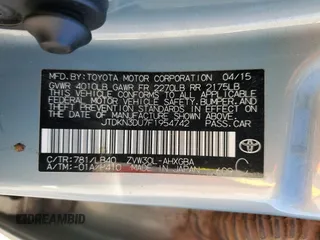 MFD. BY: TOYOTA MOTOR CORPORATION 04/15
GVWR 4010LB GAWR FR 2270LB RR 2175LB
THIS VEHICLE CONFORMS TO ALL APPLICABLE
FEDERAL MOTOR VEHICLE SAFETY, BUMPER,
AND THEFT PREVENTION STANDARDS IN EFFECT
ON THE DATE OF MANUFACTURE SHOWN ABOVE.
JTDKN3DU7F1954742 PASS.CAR
C/TR: 781/LB40 ZVW30L-AHXGBA
A/TM: -01A/P410 MADE IN JAPAN
TOYOTA
C